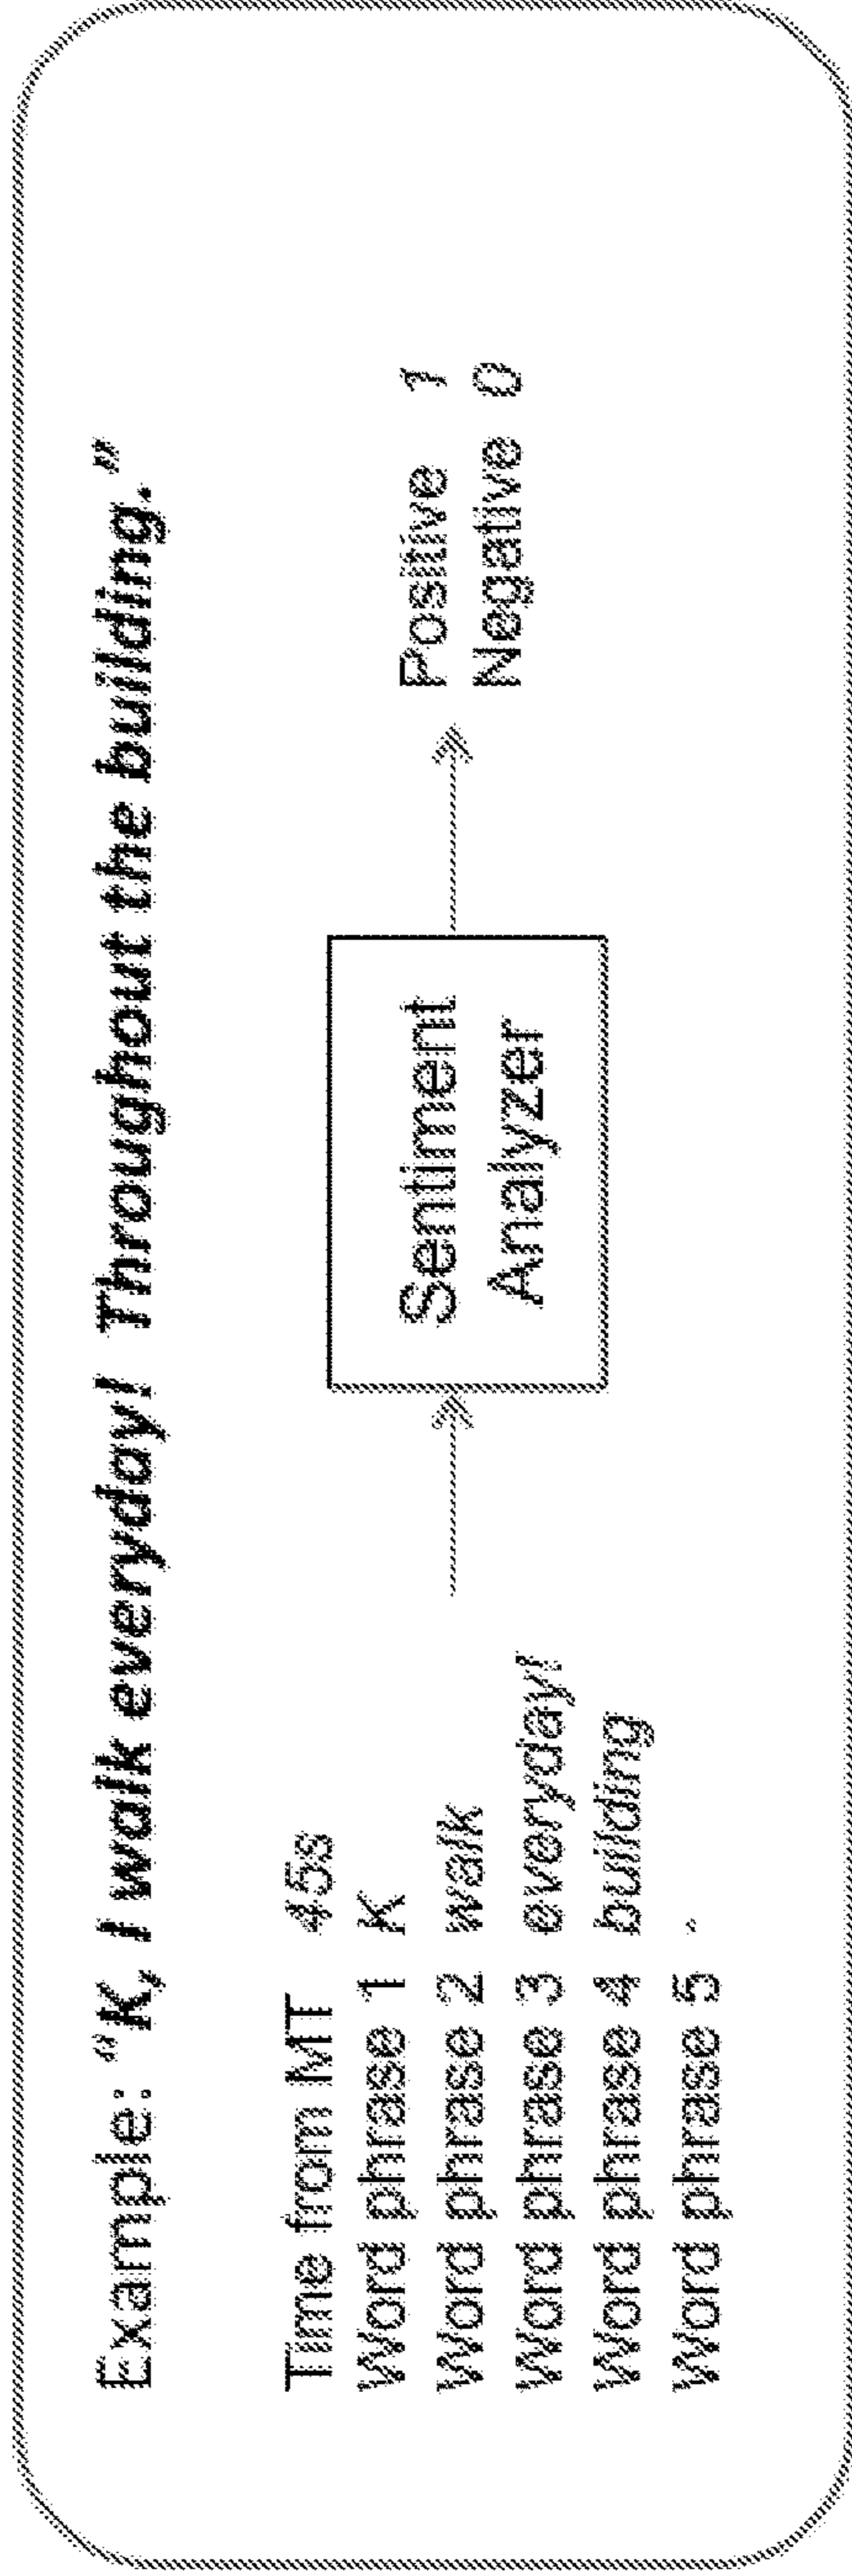 Example: “K, I walk everyday! Throughout the building.”
Time from MT 45s
Word phrase 1 K
Word phrase 2 walk
Word phrase 3 everyday!
Word phrase 4 building
Word phrase 5 .
Sentiment
Analyzer
Positive 1
Negative 0